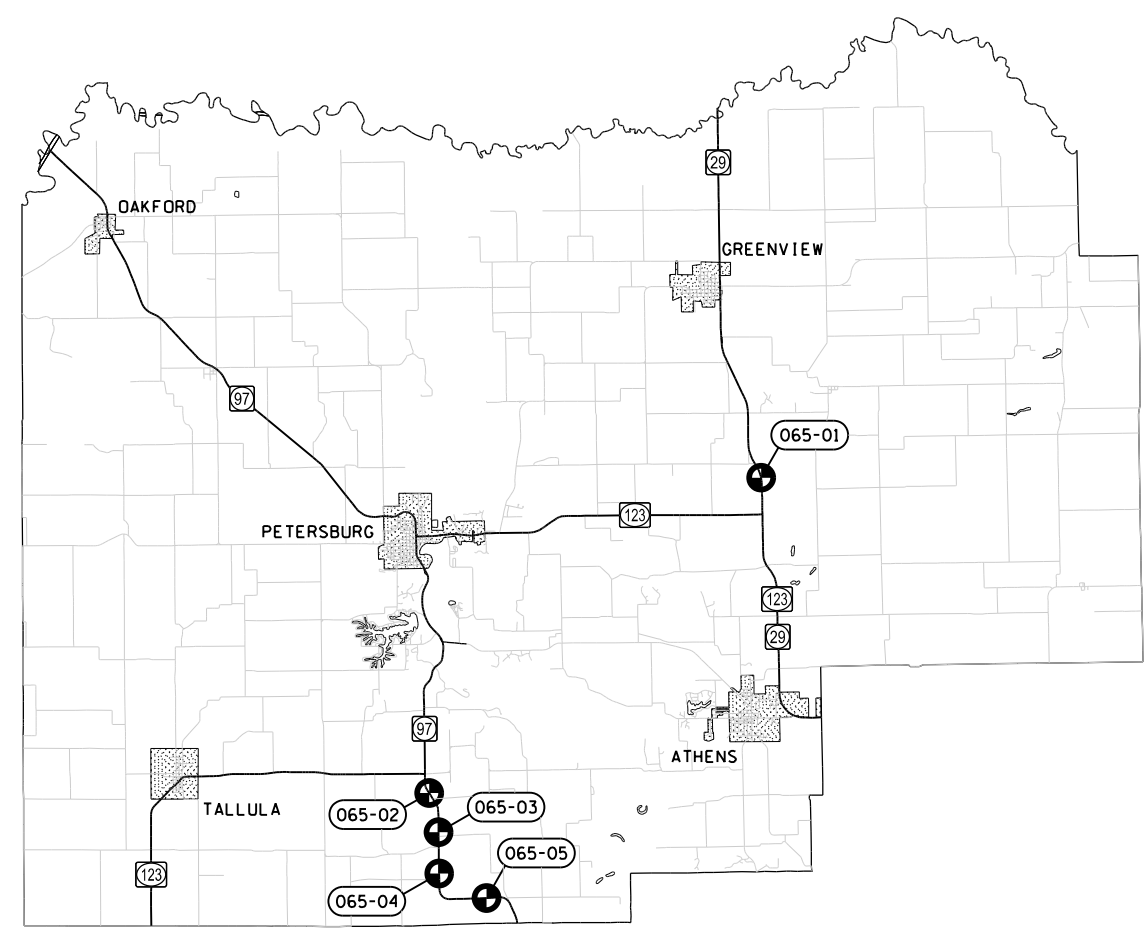 29
OAKFORD
GREENVIEW
97
065-01
123
PETERSBURG
123
29
97
ATHENS
TALLULA
065-02
065-03
065-05
123
065-04